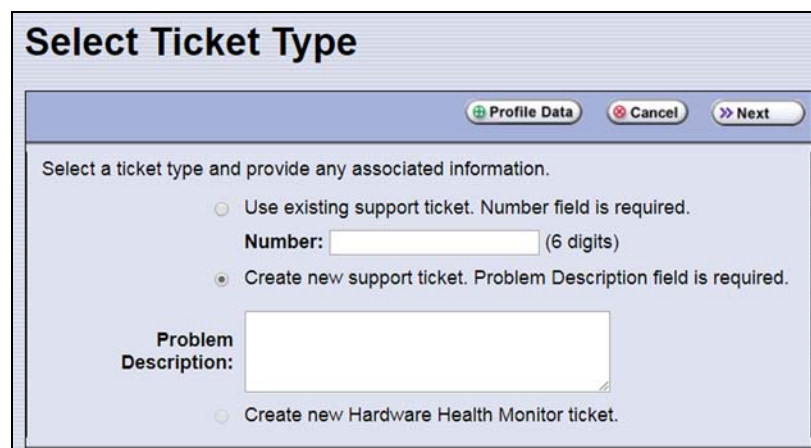 Select Ticket Type
Profile Data Cancel Next
Select a ticket type and provide any associated information.
Use existing support ticket. Number field is required.
Number: (6 digits)
Create new support ticket. Problem Description field is required.
Problem
Description:
Create new Hardware Health Monitor ticket.